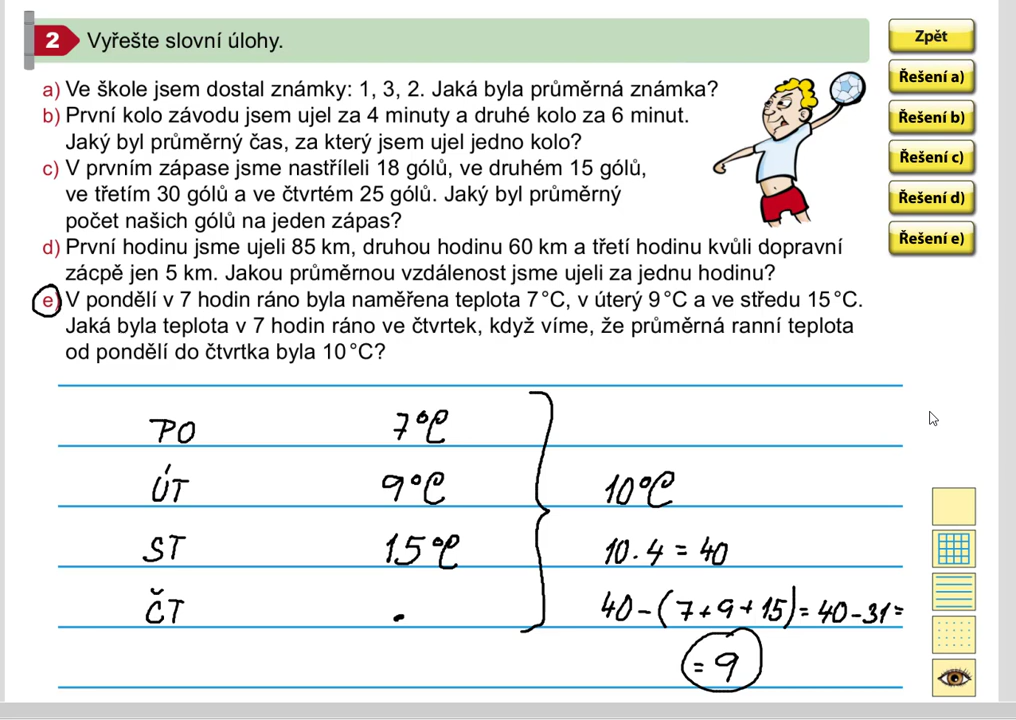 2 Vyřešte slovní úlohy.
a) Ve škole jsem dostal známky: 1, 3, 2. Jaká byla průměrná známka?
b) První kolo závodu jsem ujel za 4 minuty a druhé kolo za 6 minut.
Jaký byl průměrný čas, za který jsem ujel jedno kolo?
c) V prvním zápase jsme nastříleli 18 gólů, ve druhém 15 gólů,
ve třetím 30 gólů a ve čtvrtém 25 gólů. Jaký byl průměrný
počet našich gólů na jeden zápas?
d) První hodinu jsme ujeli 85 km, druhou hodinu 60 km a třetí hodinu kvůli dopravní
zácpě jen 5 km. Jakou průměrnou vzdálenost jsme ujeli za jednu hodinu?
e) V pondělí v 7 hodin ráno byla naměřena teplota 7 °C, v úterý 9 °C a ve středu 15 °C.
Jaká byla teplota v 7 hodin ráno ve čtvrtek, když víme, že průměrná ranní teplota
od pondělí do čtvrtka byla 10 °C?
Zpět
Řešení a)
Řešení b)
Řešení c)
Řešení d)
Řešení e)
PO 7°C
ÚT 9°C 10°C
ST 15°C 10 . 4 = 40
ČT . 40 - (7 + 9 + 15) = 40 - 31 =
= 9